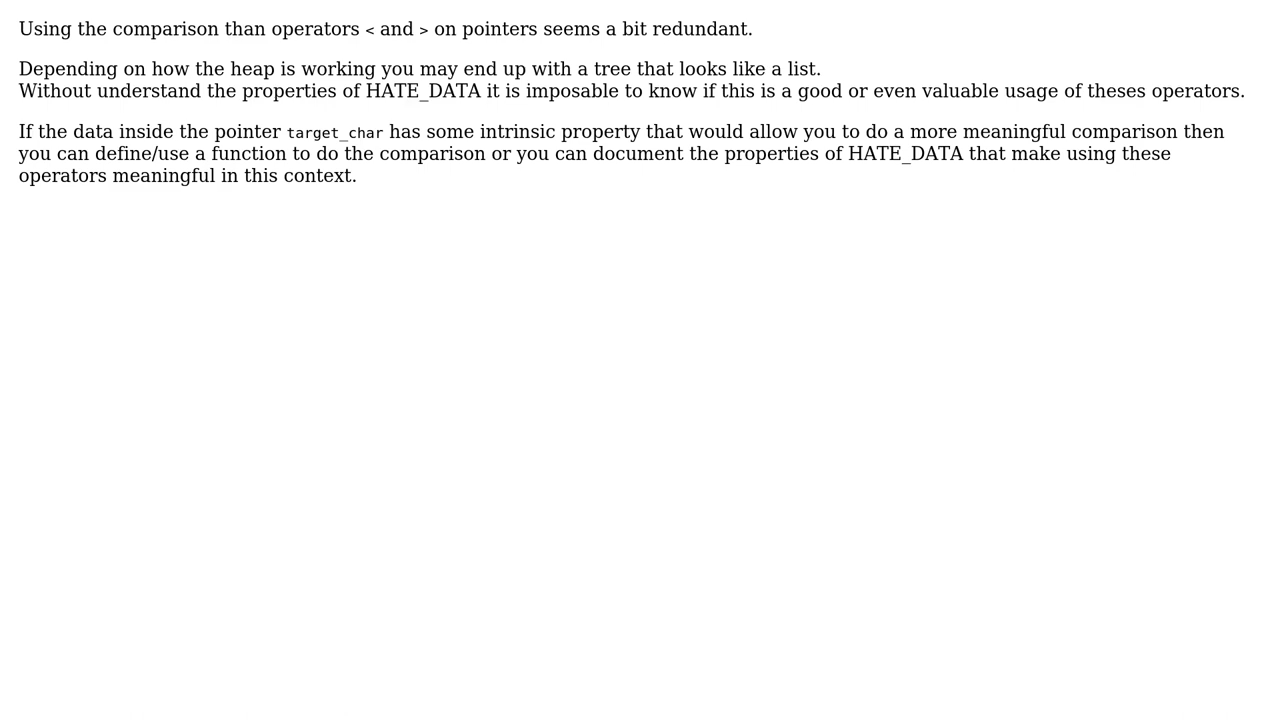 Using the comparison than operators < and > on pointers seems a bit redundant.
Depending on how the heap is working you may end up with a tree that looks like a list.
Without understand the properties of HATE_DATA it is imposable to know if this is a good or even valuable usage of theses operators.
If the data inside the pointer target_char has some intrinsic property that would allow you to do a more meaningful comparison then
you can define/use a function to do the comparison or you can document the properties of HATE_DATA that make using these
operators meaningful in this context.